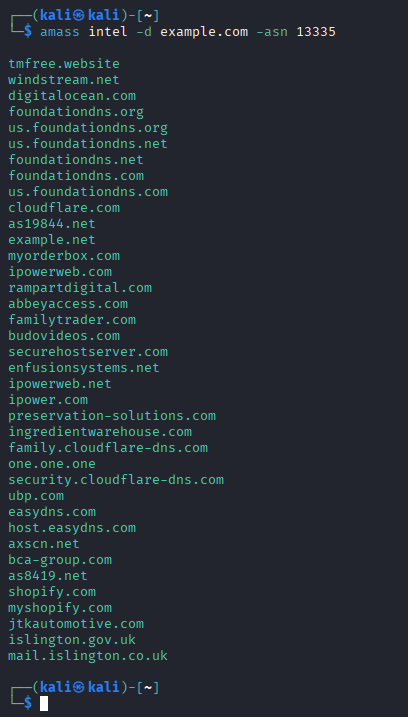 ┌──(kali㉿kali)-[~]
└─$ amass intel -d example.com -asn 13335
tmfree.website
windstream.net
digitalocean.com
foundationdns.org
us.foundationdns.org
us.foundationdns.net
foundationdns.net
foundationdns.com
us.foundationdns.com
cloudflare.com
as19844.net
example.net
myorderbox.com
ipowerweb.com
rampartdigital.com
abbeyaccess.com
familytrader.com
budovideos.com
securehostserver.com
enfusionsystems.net
ipowerweb.net
ipower.com
preservation-solutions.com
ingredientwarehouse.com
family.cloudflare-dns.com
one.one.one
security.cloudflare-dns.com
ubp.com
easydns.com
host.easydns.com
axscn.net
bca-group.com
as8419.net
shopify.com
myshopify.com
jtkautomotive.com
islington.gov.uk
mail.islington.co.uk
┌──(kali㉿kali)-[~]
└─$